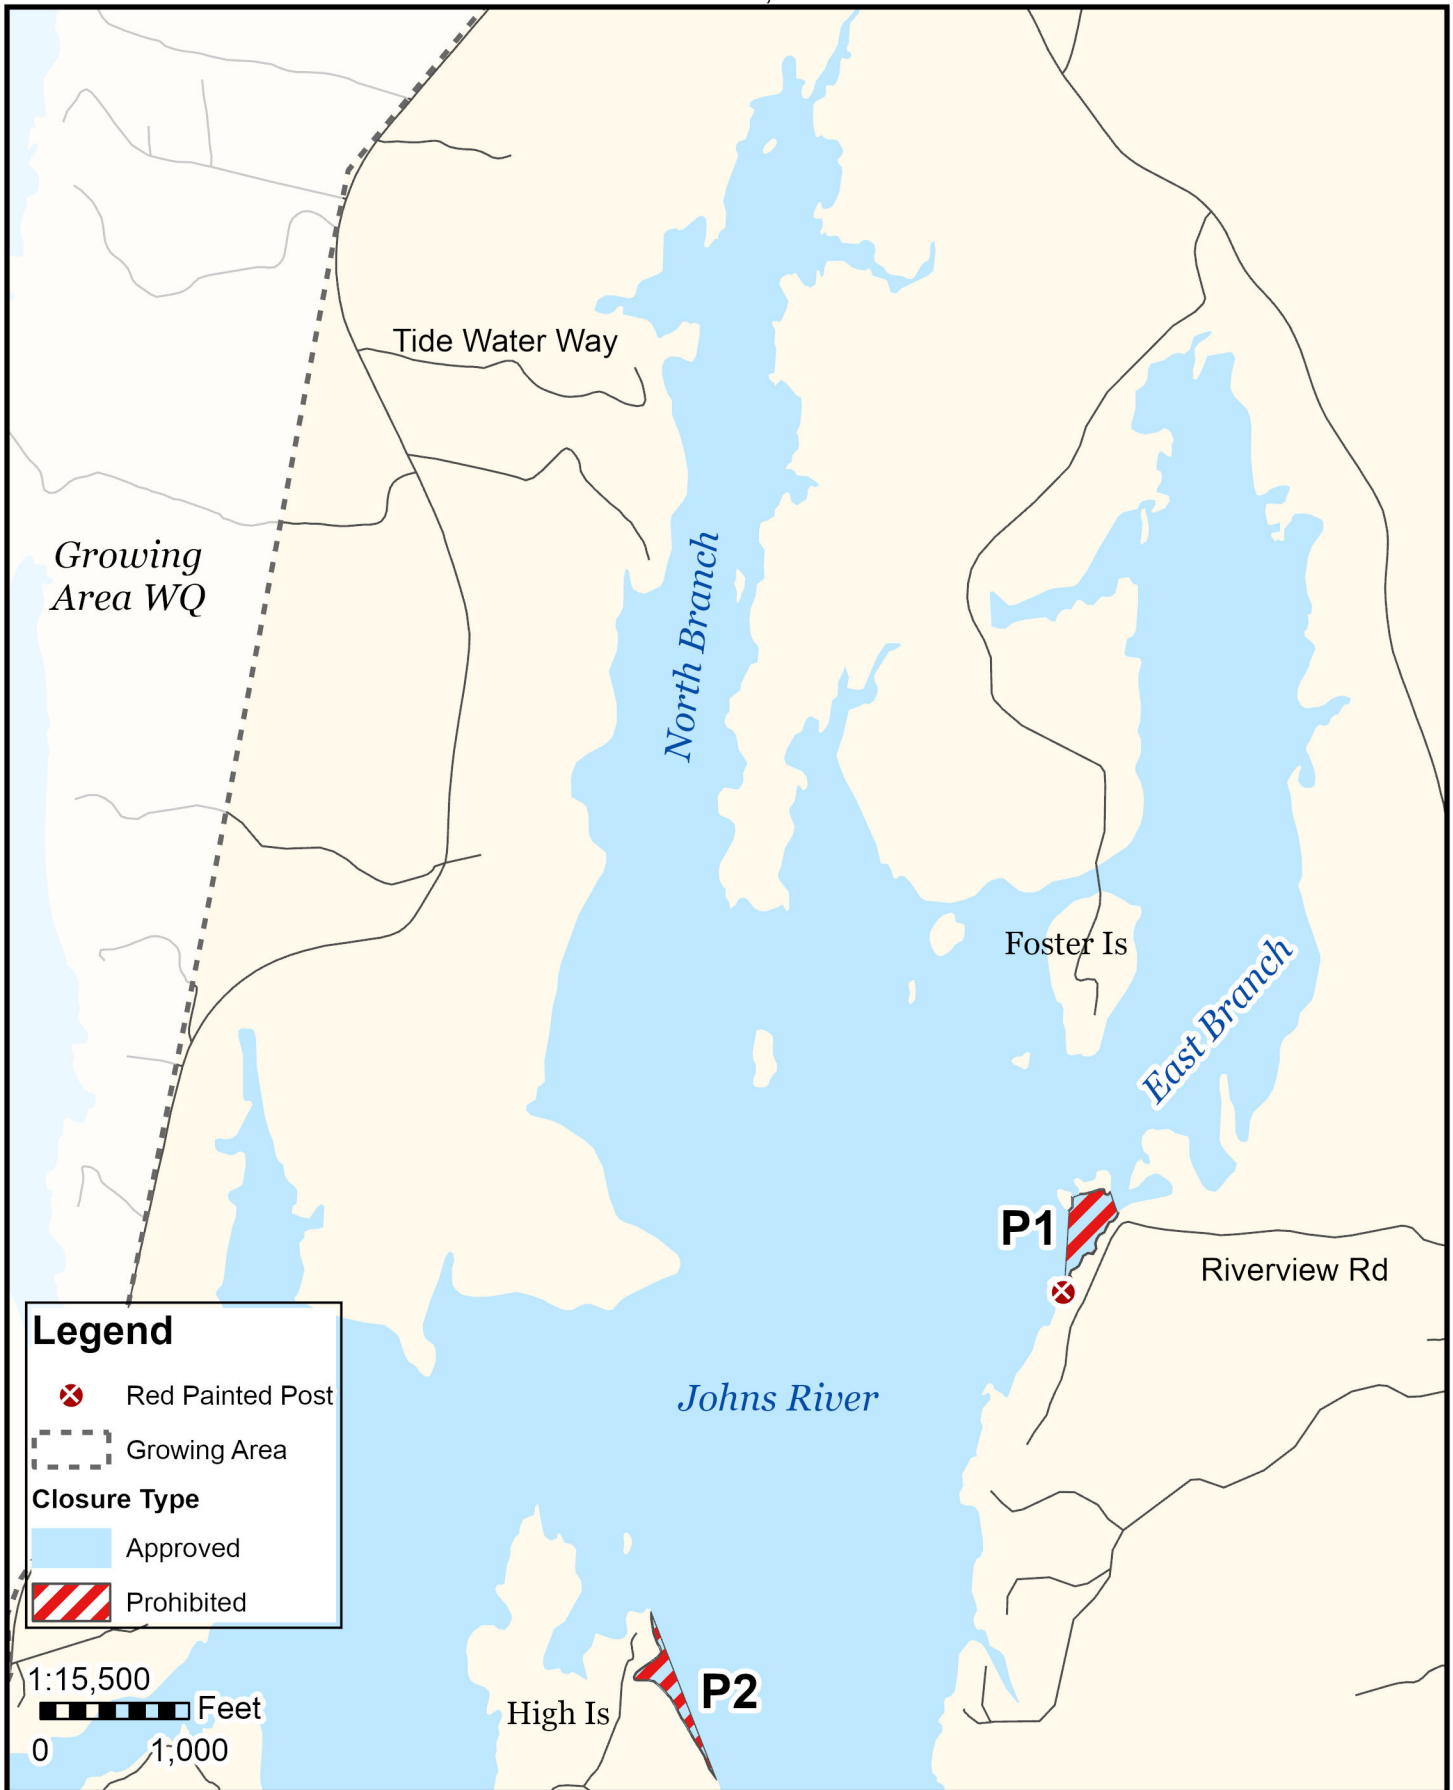 Tide Water Way
Growing
Area WQ
North Branch
Foster Is
East Branch
P1
Riverview Rd
Johns River
Legend
Red Painted Post
Growing Area
Closure Type
Approved
Prohibited
1:15,500
Feet
0 1,000
High Is
P2